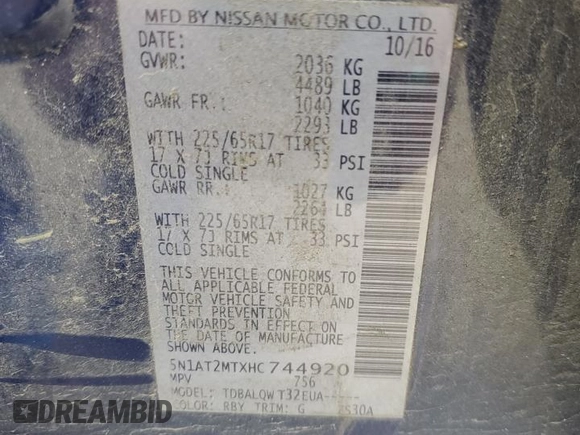 MFD BY NISSAN MOTOR CO., LTD.
DATE: 10/16
GVWR: 2036 KG
4489 LB
GAWR FR.: 1040 KG
2293 LB
WITH 225/65R17 TIRES
17 X 7J RIMS AT 33 PSI
COLD SINGLE
GAWR RR.: 1027 KG
2264 LB
WITH 225/65R17 TIRES
17 X 7J RIMS AT 33 PSI
COLD SINGLE
THIS VEHICLE CONFORMS TO
ALL APPLICABLE FEDERAL
MOTOR VEHICLE SAFETY AND
THEFT PREVENTION
STANDARDS IN EFFECT ON
THE DATE OF MANUFACTURE
SHOWN ABOVE.
5N1AT2MTXHC744920
MPV 756
MODEL: TDBALQW T32EUA-----
COLOR: RBY TRIM: G
DREAMBID
dreambid.com